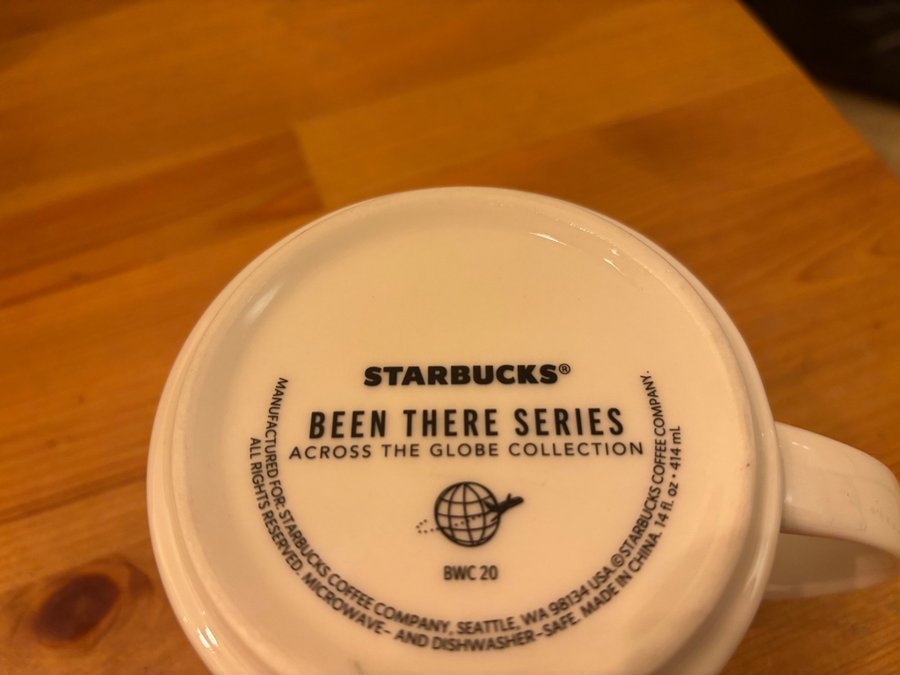 STARBUCKS®
BEEN THERE SERIES
ACROSS THE GLOBE COLLECTION
BWC 20
MANUFACTURED FOR: STARBUCKS COFFEE COMPANY, SEATTLE, WA 98134 USA.©STARBUCKS COFFEE COMPANY.
ALL RIGHTS RESERVED. MICROWAVE- AND DISHWASHER-SAFE. MADE IN CHINA. 14 fl. oz • 414 mL